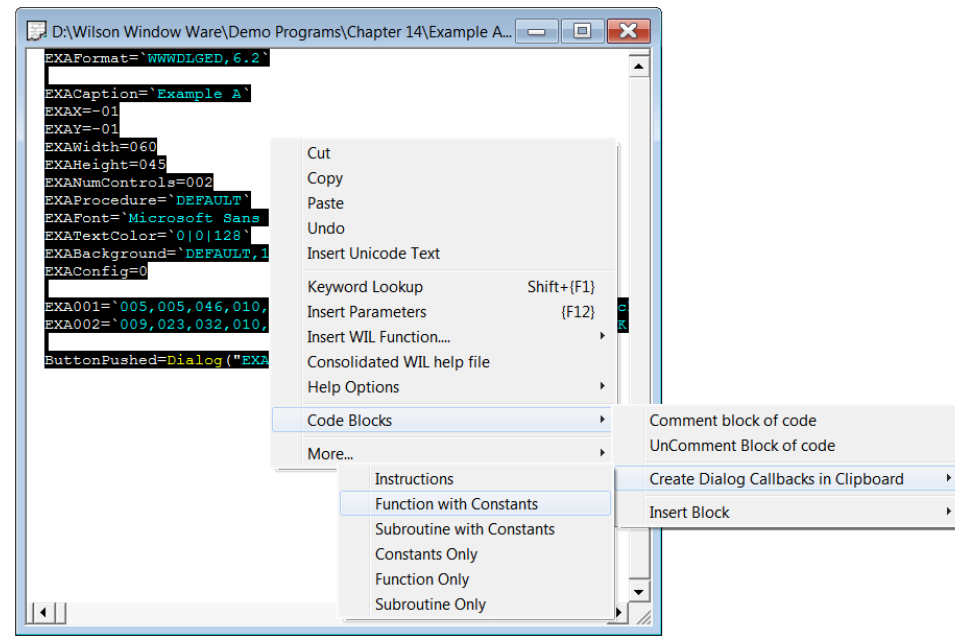 D:\Wilson Window Ware\Demo Programs\Chapter 14\Example A...
EXAFormat=`WWWDLGED,6.2`
EXACaption=`Example A`
EXAX=-01
EXAY=-01
EXAWidth=060
EXAHeight=045
EXANumControls=002
EXAProcedure=`DEFAULT`
EXAFont=`Microsoft Sans
EXATextColor=`0|0|128`
EXABackground=`DEFAULT,1
EXAConfig=0
EXA001=`005,005,046,010,
EXA002=`009,023,032,010,
ButtonPushed=Dialog("EXA
Cut
Copy
Paste
Undo
Insert Unicode Text
Keyword Lookup Shift+{F1}
Insert Parameters {F12}
Insert WIL Function....
Consolidated WIL help file
Help Options
Code Blocks
More...
Comment block of code
UnComment Block of code
Create Dialog Callbacks in Clipboard
Insert Block
Instructions
Function with Constants
Subroutine with Constants
Constants Only
Function Only
Subroutine Only